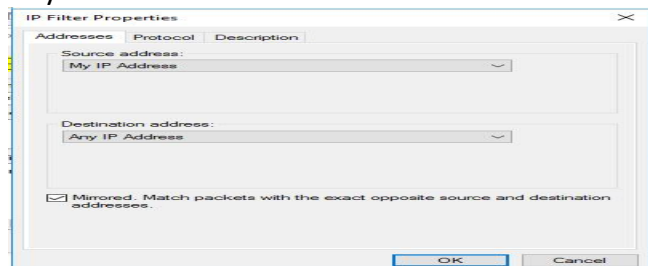 IP Filter Properties
Addresses Protocol Description
Source address:
My IP Address
Destination address:
Any IP Address
Mirrored. Match packets with the exact opposite source and destination
addresses.
OK Cancel